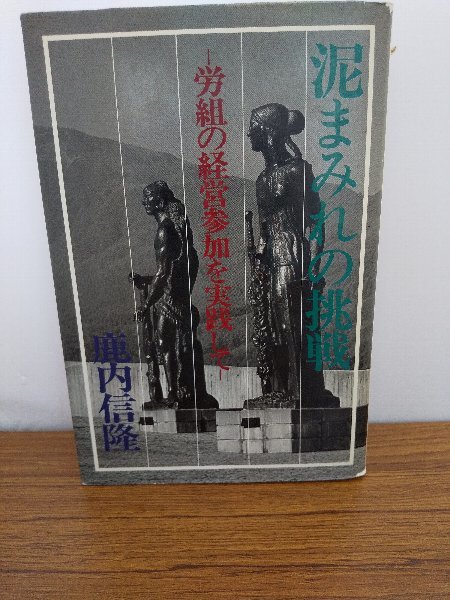 泥まみれの挑戦
—労組の経営参加を実践して—
鹿内信隆